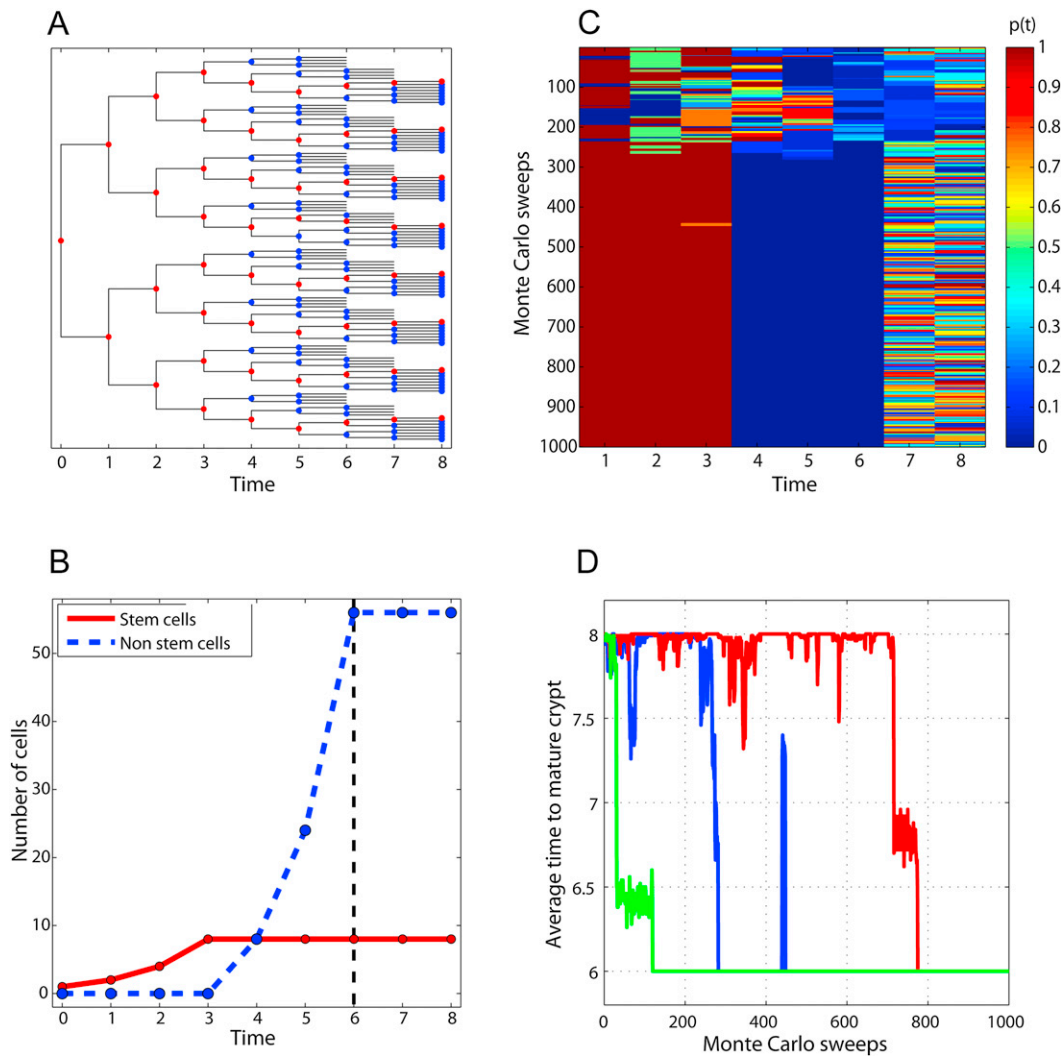 A
0 1 2 3 4 5 6 7 8
Time
C
p(t)
Monte Carlo sweeps
100
200
300
400
500
600
700
800
900
1000
1 2 3 4 5 6 7 8
Time
1
0.9
0.8
0.7
0.6
0.5
0.4
0.3
0.2
0.1
0
B
Stem cells
Non stem cells
Number of cells
50
40
30
20
10
0
0 1 2 3 4 5 6 7 8
Time
D
Average time to mature crypt
8
7.5
7
6.5
6
0 200 400 600 800 1000
Monte Carlo sweeps